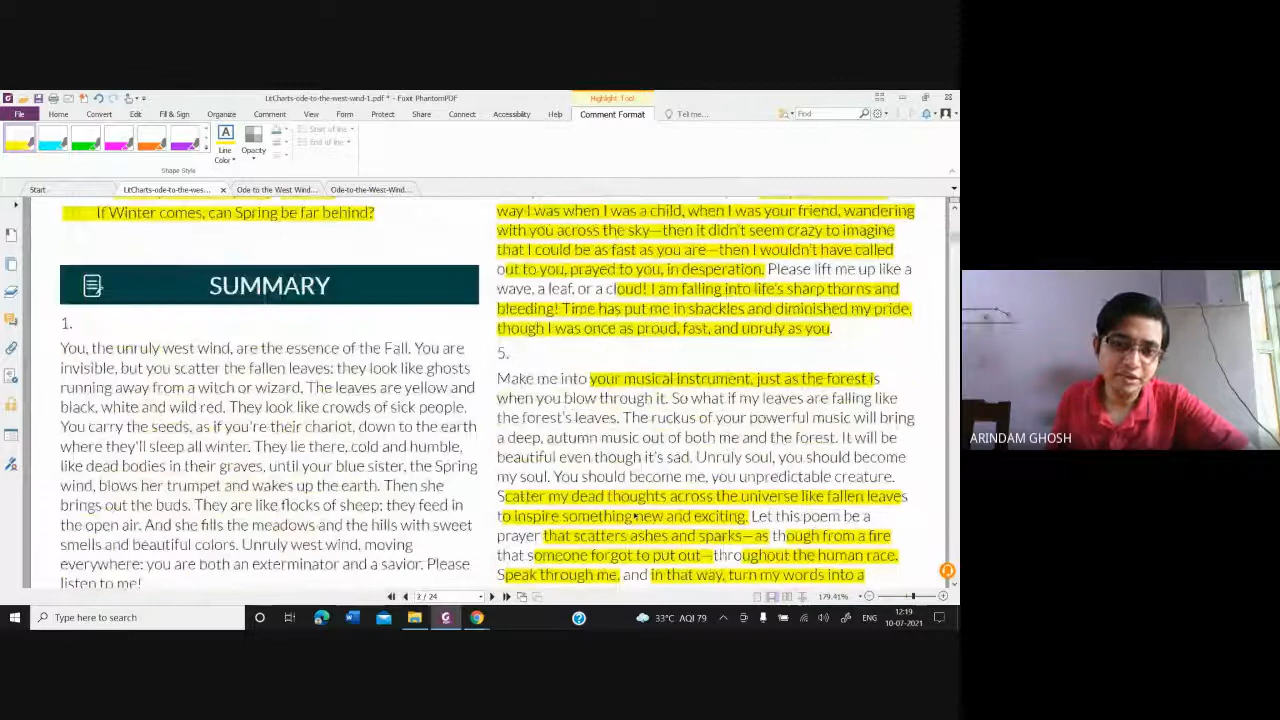 LitCharts-ode-to-the-west-wind-1.pdf * - Foxit PhantomPDF
Highlight Tool
File Home Convert Edit Fill & Sign Organize Comment View Form Protect Share Connect Accessibility Help Comment Format Tell me... Find
Line Color
Opacity
Start of line
End of line
Shape Style
Start
LitCharts-ode-to-the-wes...
Ode to the West Wind...
Ode-to-the-West-Wind...
If Winter comes, can Spring be far behind?
SUMMARY
1.
You, the unruly west wind, are the essence of the Fall. You are
invisible, but you scatter the fallen leaves: they look like ghosts
running away from a witch or wizard. The leaves are yellow and
black, white and wild red. They look like crowds of sick people.
You carry the seeds, as if you're their chariot, down to the earth
where they'll sleep all winter. They lie there, cold and humble,
like dead bodies in their graves, until your blue sister, the Spring
wind, blows her trumpet and wakes up the earth. Then she
brings out the buds. They are like flocks of sheep; they feed in
the open air. And she fills the meadows and the hills with sweet
smells and beautiful colors. Unruly west wind, moving
everywhere: you are both an exterminator and a savior. Please
listen to me!
way I was when I was a child, when I was your friend, wandering
with you across the sky—then it didn't seem crazy to imagine
that I could be as fast as you are—then I wouldn't have called
out to you, prayed to you, in desperation. Please lift me up like a
wave, a leaf, or a cloud! I am falling into life's sharp thorns and
bleeding! Time has put me in shackles and diminished my pride,
though I was once as proud, fast, and unruly as you.
5.
Make me into your musical instrument, just as the forest is
when you blow through it. So what if my leaves are falling like
the forest's leaves. The ruckus of your powerful music will bring
a deep, autumn music out of both me and the forest. It will be
beautiful even though it's sad. Unruly soul, you should become
my soul. You should become me, you unpredictable creature.
Scatter my dead thoughts across the universe like fallen leaves
to inspire something new and exciting. Let this poem be a
prayer that scatters ashes and sparks—as though from a fire
that someone forgot to put out—throughout the human race.
Speak through me, and in that way, turn my words into a
2 / 24
179.41%
Type here to search
33°C AQI 79
ENG
12:19
10-07-2021
ARINDAM GHOSH